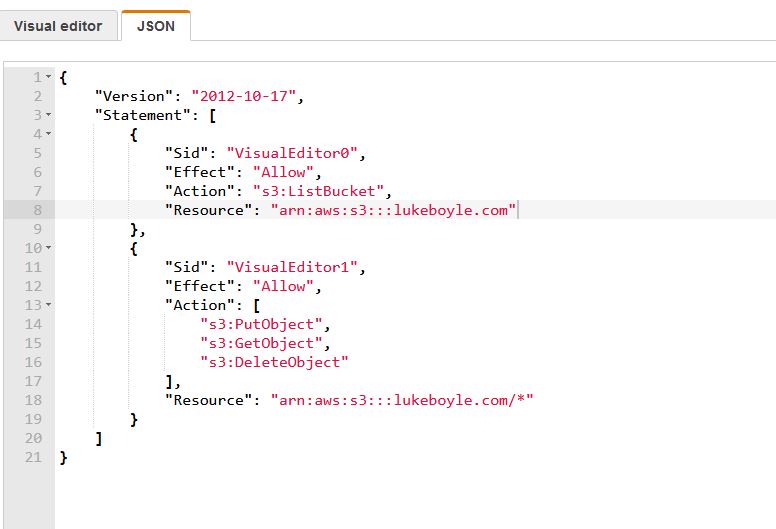 Visual editor JSON
1 {
2     "Version": "2012-10-17",
3     "Statement": [
4         {
5             "Sid": "VisualEditor0",
6             "Effect": "Allow",
7             "Action": "s3:ListBucket",
8             "Resource": "arn:aws:s3:::lukeboyle.com"
9         },
10         {
11             "Sid": "VisualEditor1",
12             "Effect": "Allow",
13             "Action": [
14                 "s3:PutObject",
15                 "s3:GetObject",
16                 "s3:DeleteObject"
17             ],
18             "Resource": "arn:aws:s3:::lukeboyle.com/*"
19         }
20     ]
21 }